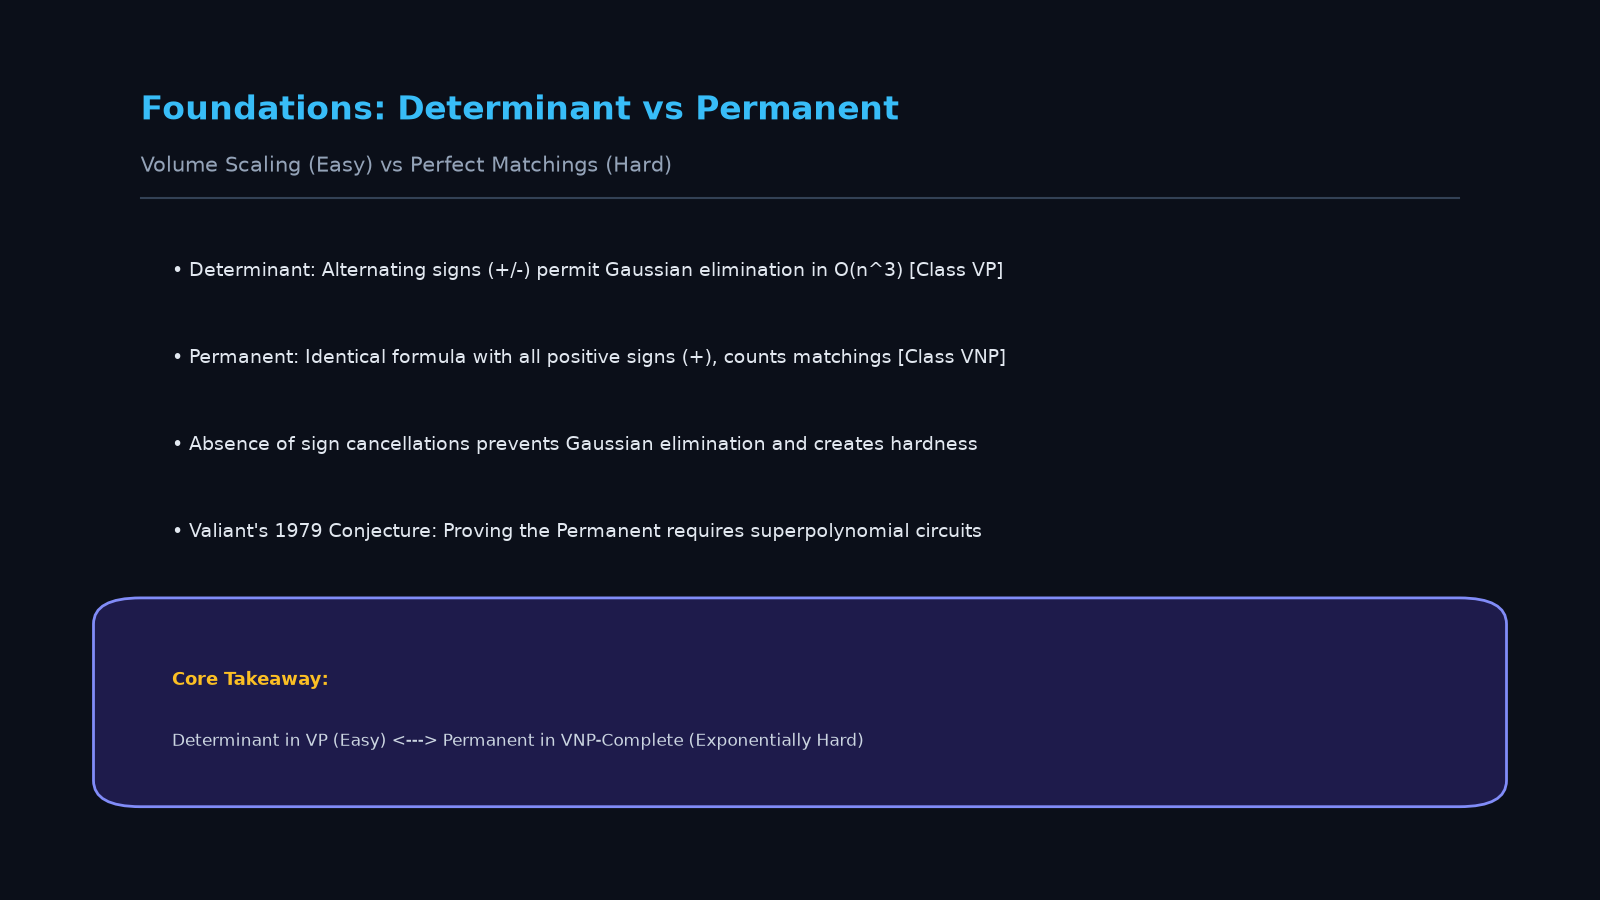 Foundations: Determinant vs Permanent
Volume Scaling (Easy) vs Perfect Matchings (Hard)
• Determinant: Alternating signs (+/-) permit Gaussian elimination in O(n^3) [Class VP]
• Permanent: Identical formula with all positive signs (+), counts matchings [Class VNP]
• Absence of sign cancellations prevents Gaussian elimination and creates hardness
• Valiant's 1979 Conjecture: Proving the Permanent requires superpolynomial circuits
Core Takeaway:
Determinant in VP (Easy) <---> Permanent in VNP-Complete (Exponentially Hard)